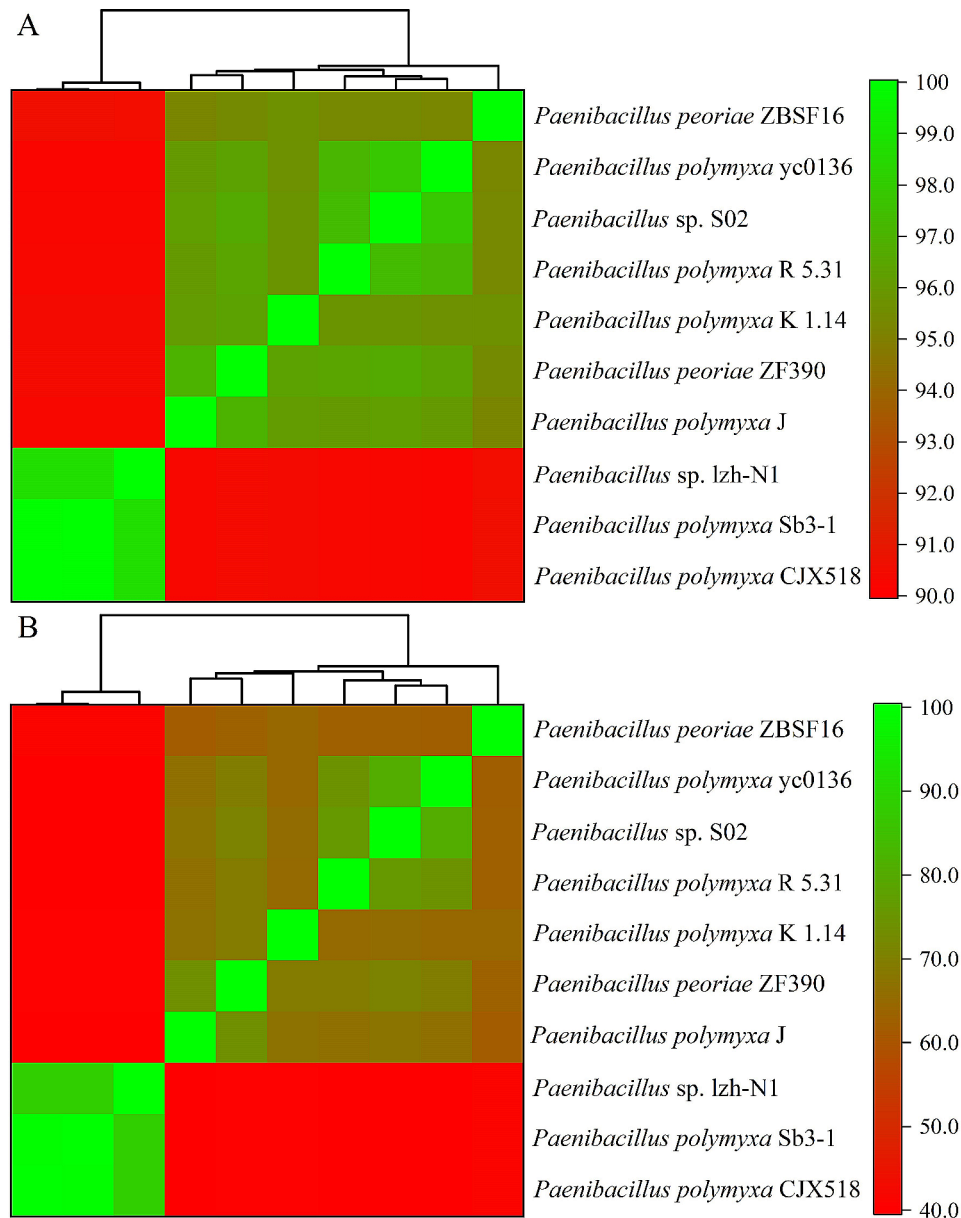 A
Paenibacillus peoriae ZBSF16
Paenibacillus polymyxa yc0136
Paenibacillus sp. S02
Paenibacillus polymyxa R 5.31
Paenibacillus polymyxa K 1.14
Paenibacillus peoriae ZF390
Paenibacillus polymyxa J
Paenibacillus sp. lzh-N1
Paenibacillus polymyxa Sb3-1
Paenibacillus polymyxa CJX518
100
99.0
98.0
97.0
96.0
95.0
94.0
93.0
92.0
91.0
90.0
B
Paenibacillus peoriae ZBSF16
Paenibacillus polymyxa yc0136
Paenibacillus sp. S02
Paenibacillus polymyxa R 5.31
Paenibacillus polymyxa K 1.14
Paenibacillus peoriae ZF390
Paenibacillus polymyxa J
Paenibacillus sp. lzh-N1
Paenibacillus polymyxa Sb3-1
Paenibacillus polymyxa CJX518
100
90.0
80.0
70.0
60.0
50.0
40.0